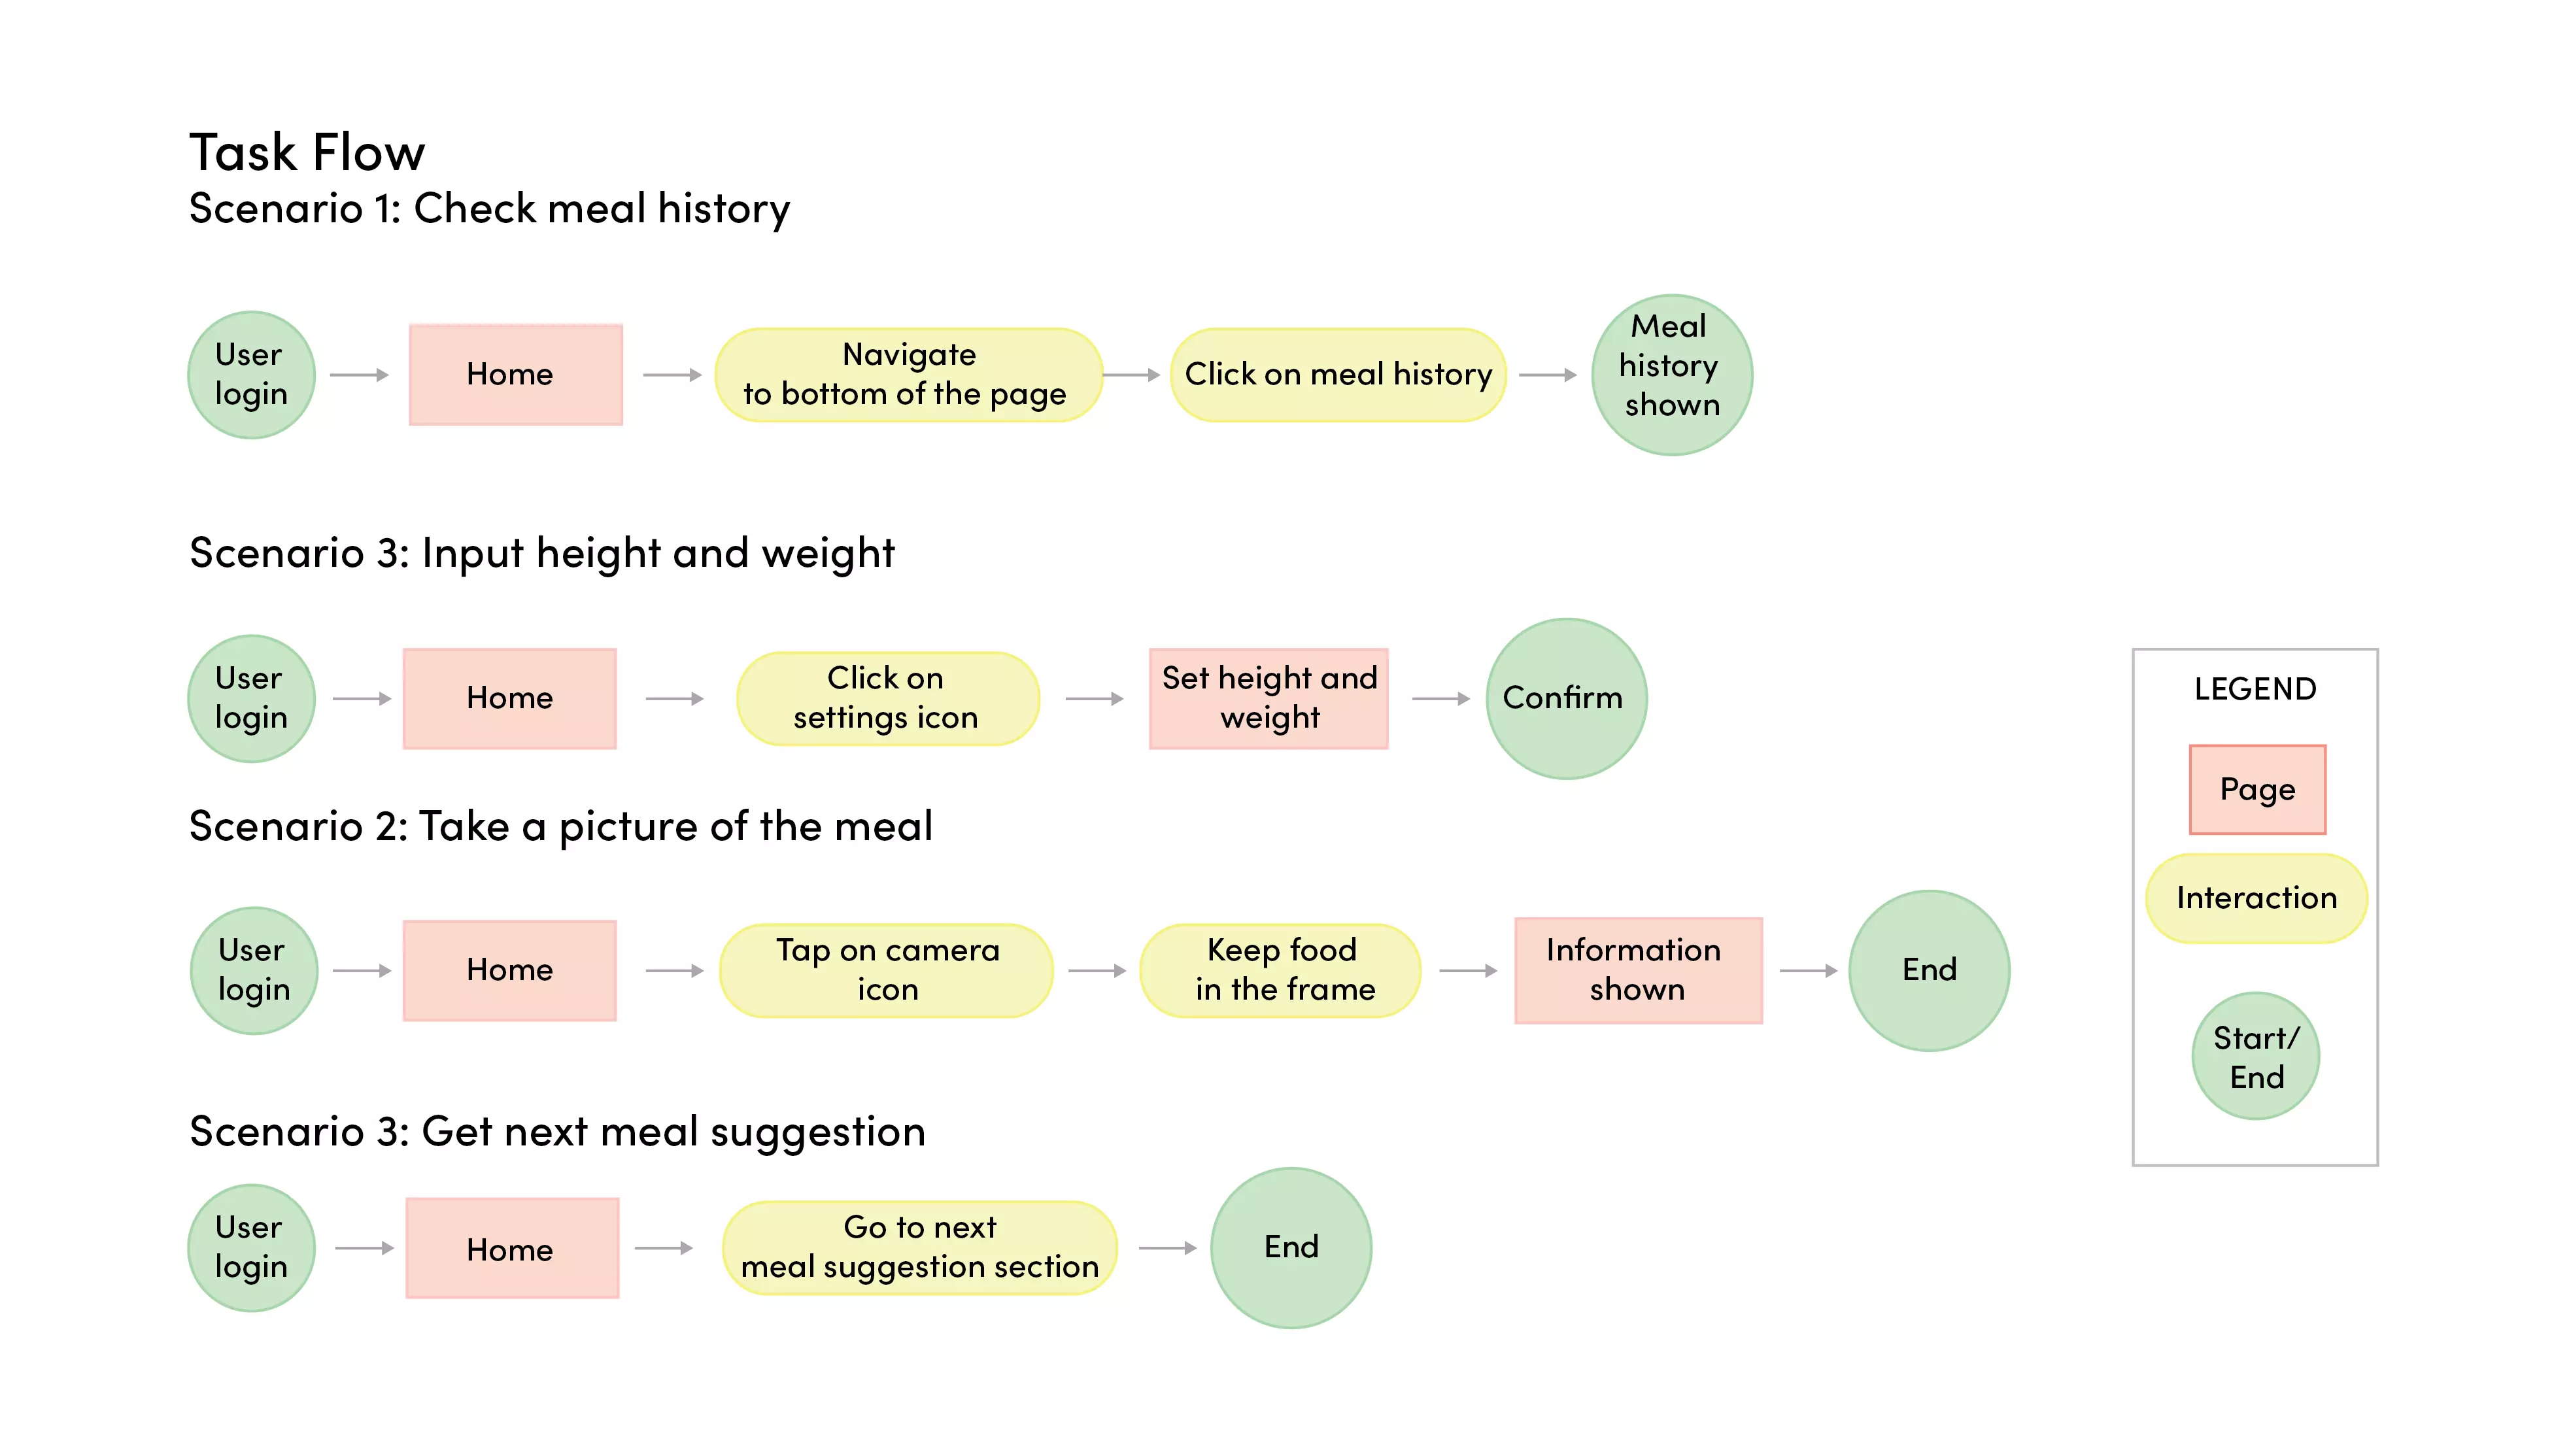 Task Flow
Scenario 1: Check meal history
User
login
Home
Navigate
to bottom of the page
Click on meal history
Meal
history
shown
Scenario 3: Input height and weight
User
login
Home
Click on
settings icon
Set height and
weight
Confirm
Scenario 2: Take a picture of the meal
User
login
Home
Tap on camera
icon
Keep food
in the frame
Information
shown
End
Scenario 3: Get next meal suggestion
User
login
Home
Go to next
meal suggestion section
End
LEGEND
Page
Interaction
Start/
End